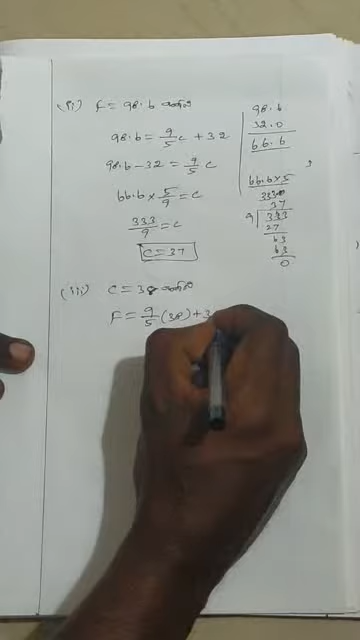 (ii) F = 98.6
98.6 = 9/5 C + 32
98.6 - 32 = 9/5 C
66.6 × 5/9 = C
333/9 = C
C = 37
98.6
32.0
66.6
66.6×5
333.0
37
9 333
27
63
63
0
(iii) C = 38
F = 9/5 (38) + 3